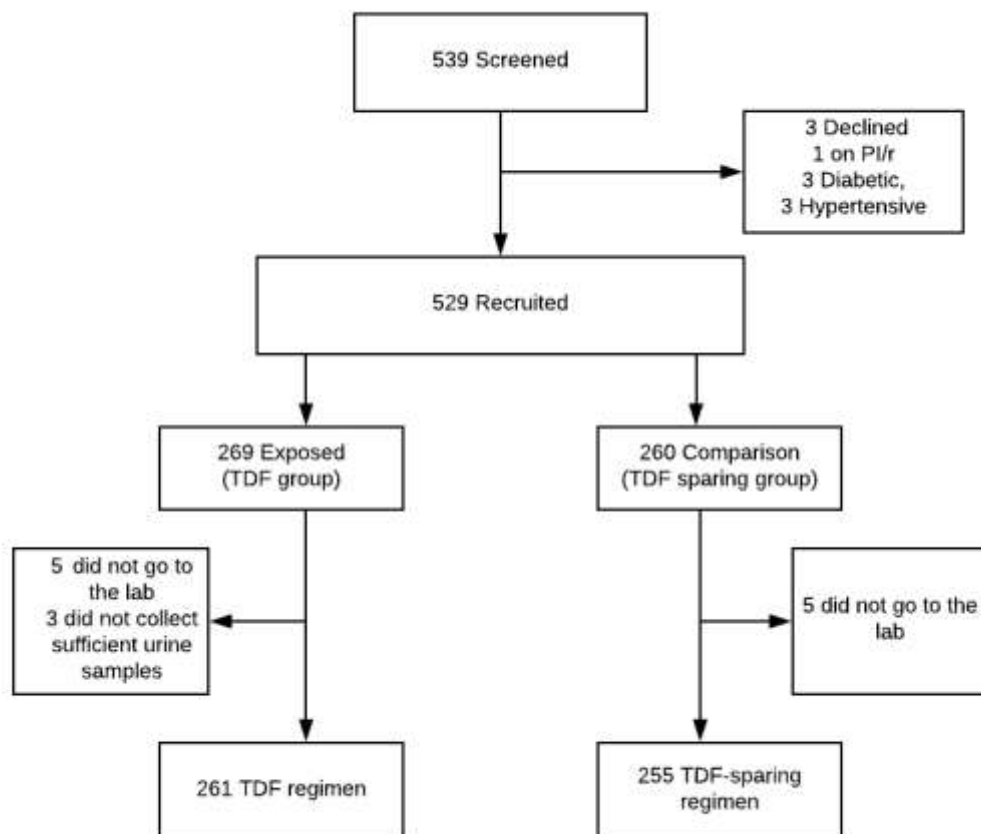 539 Screened
3 Declined
1 on PI/r
3 Diabetic,
3 Hypertensive
529 Recruited
269 Exposed
(TDF group)
260 Comparison
(TDF sparing group)
5 did not go to
the lab
3 did not collect
sufficient urine
samples
5 did not go to the
lab
261 TDF regimen
255 TDF-sparing
regimen